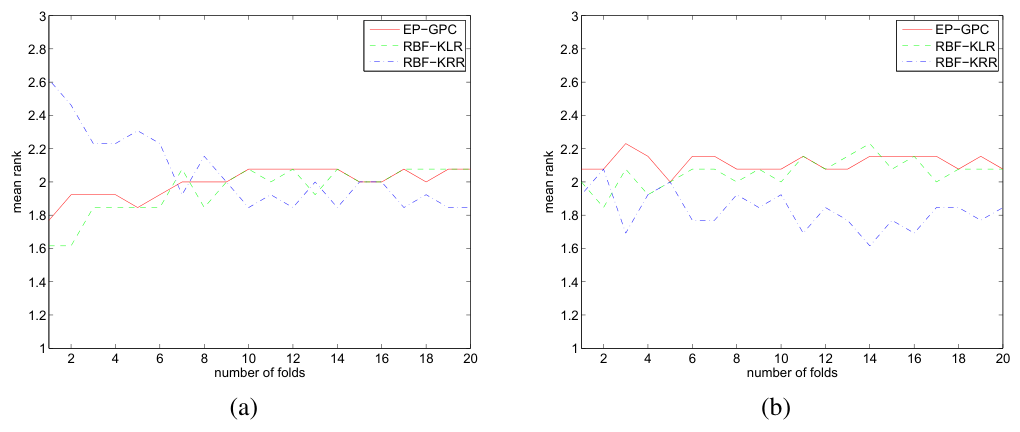 3
2.8
2.6
2.4
2.2
2
1.8
1.6
1.4
1.2
1
mean rank
2 4 6 8 10 12 14 16 18 20
number of folds
EP−GPC
RBF−KLR
RBF−KRR
(a)
3
2.8
2.6
2.4
2.2
2
1.8
1.6
1.4
1.2
1
mean rank
2 4 6 8 10 12 14 16 18 20
number of folds
EP−GPC
RBF−KLR
RBF−KRR
(b)